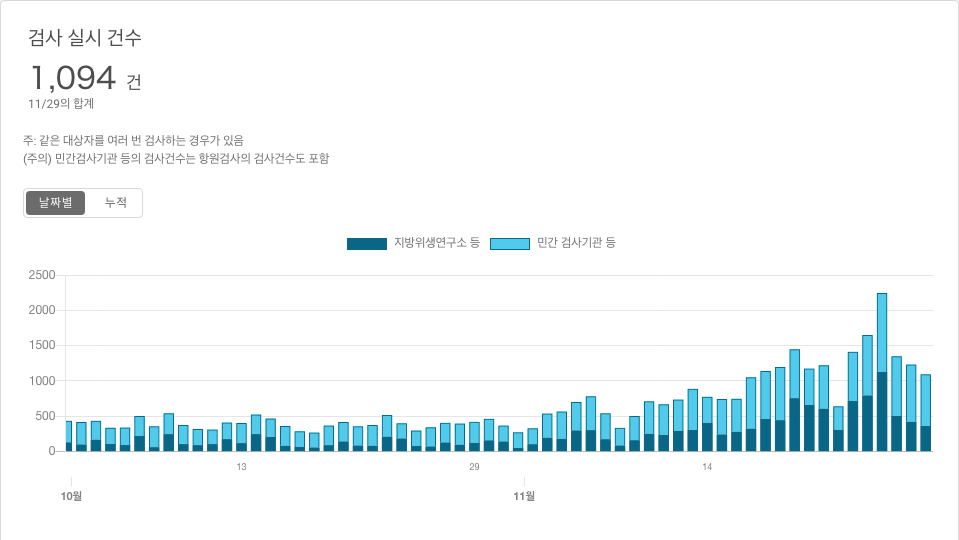 검사 실시 건수
1,094 건
11/29의 합계
주: 같은 대상자를 여러 번 검사하는 경우가 있음
(주의) 민간검사기관 등의 검사건수는 항원검사의 검사건수도 포함
날짜별 누적
지방위생연구소 등 민간 검사기관 등
2500
2000
1500
1000
500
0
13 29 14
10월 11월